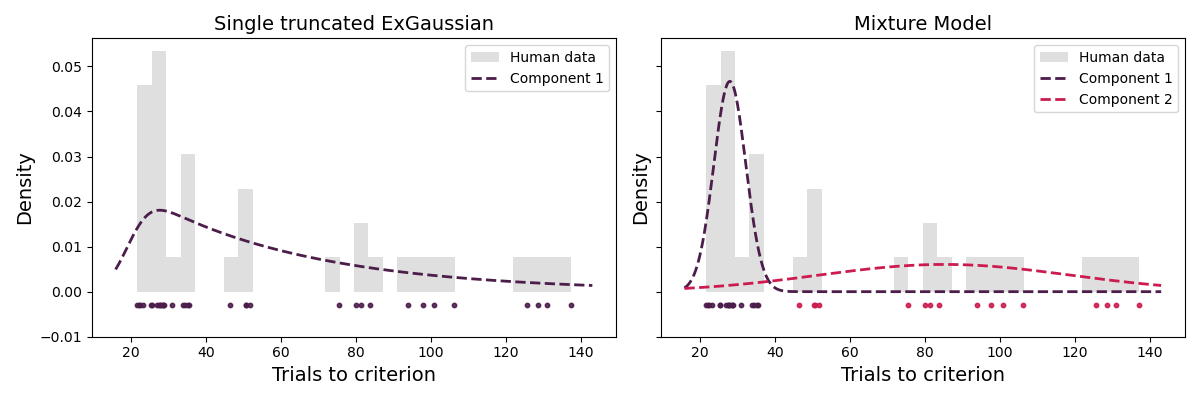 Single truncated ExGaussian
Human data
Component 1
Density
0.05
0.04
0.03
0.02
0.01
0.00
−0.01
20 40 60 80 100 120 140
Trials to criterion
Mixture Model
Human data
Component 1
Component 2
Density
20 40 60 80 100 120 140
Trials to criterion